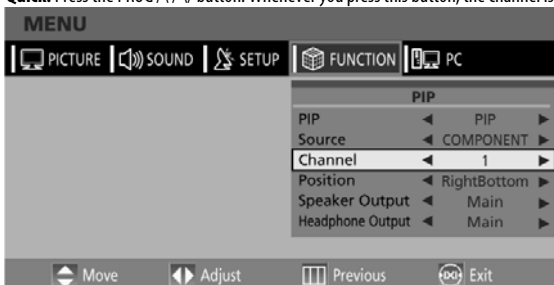 MENU
PICTURE SOUND SETUP FUNCTION PC
PIP
PIP PIP
Source COMPONENT
Channel 1
Position RightBottom
Speaker Output Main
Headphone Output Main
Move Adjust Previous Exit